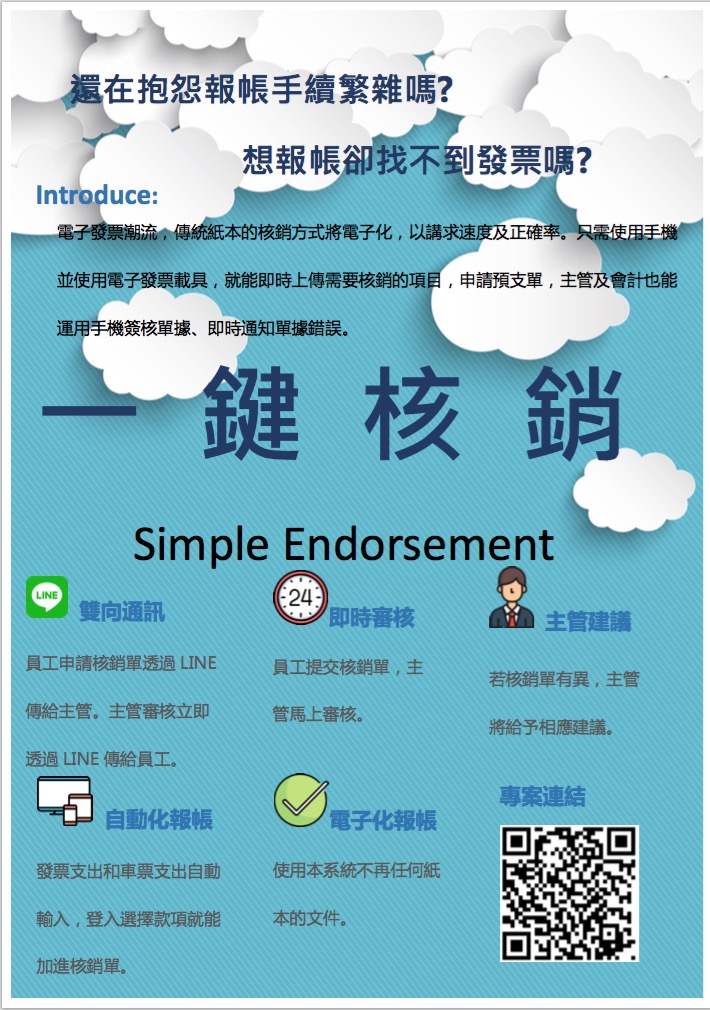 還在抱怨報帳手續繁雜嗎?
想報帳卻找不到發票嗎?
Introduce:
電子發票潮流，傳統紙本的核銷方式將電子化，以講求速度及正確率。只需使用手機
並使用電子發票載具，就能即時上傳需要核銷的項目，申請預支單，主管及會計也能
運用手機簽核單據、即時通知單據錯誤。
一鍵核銷
Simple Endorsement
LINE
雙向通訊
員工申請核銷單透過 LINE
傳給主管。主管審核立即
透過 LINE 傳給員工。
24
即時審核
員工提交核銷單，主
管馬上審核。
主管建議
若核銷單有異，主管
將給予相應建議。
自動化報帳
發票支出和車票支出自動
輸入，登入選擇款項就能
加進核銷單。
電子化報帳
使用本系統不再任何紙
本的文件。
專案連結